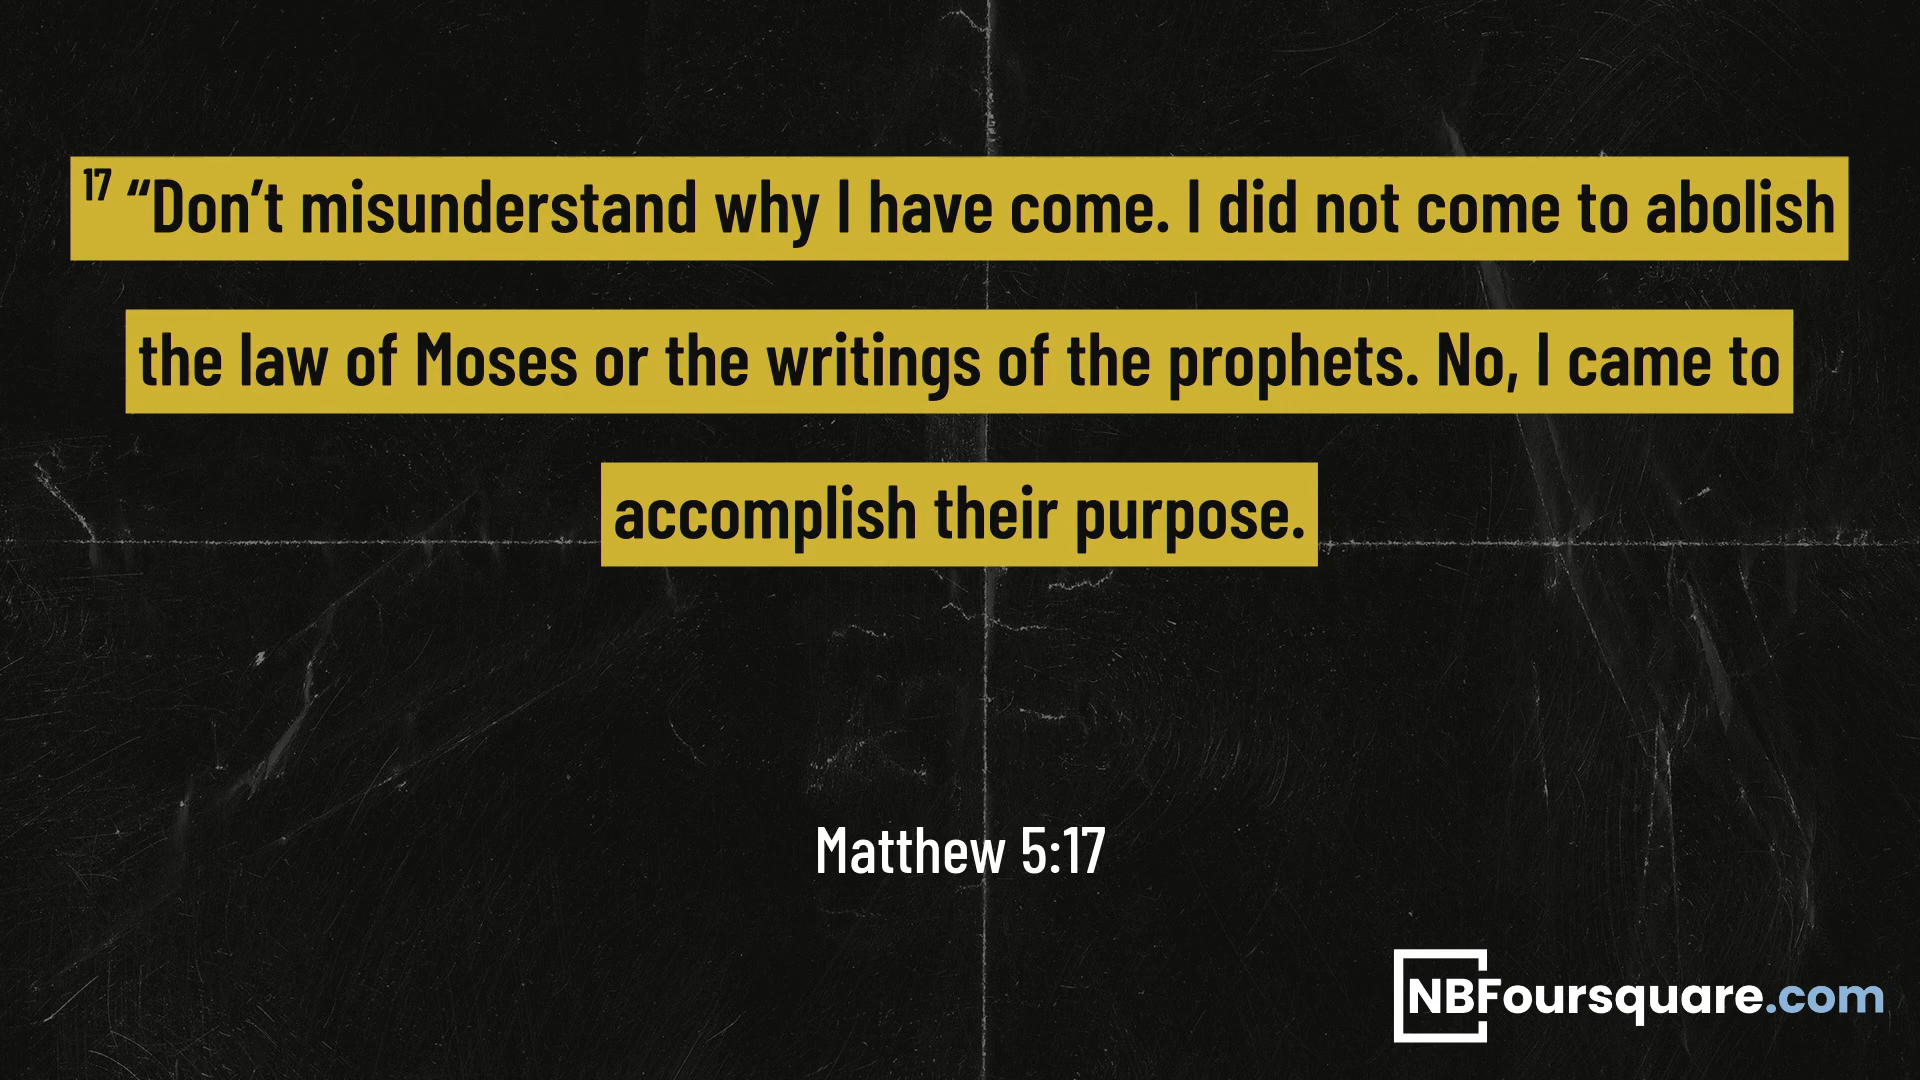 17 “Don’t misunderstand why I have come. I did not come to abolish
the law of Moses or the writings of the prophets. No, I came to
accomplish their purpose.
Matthew 5:17
NBFoursquare.com